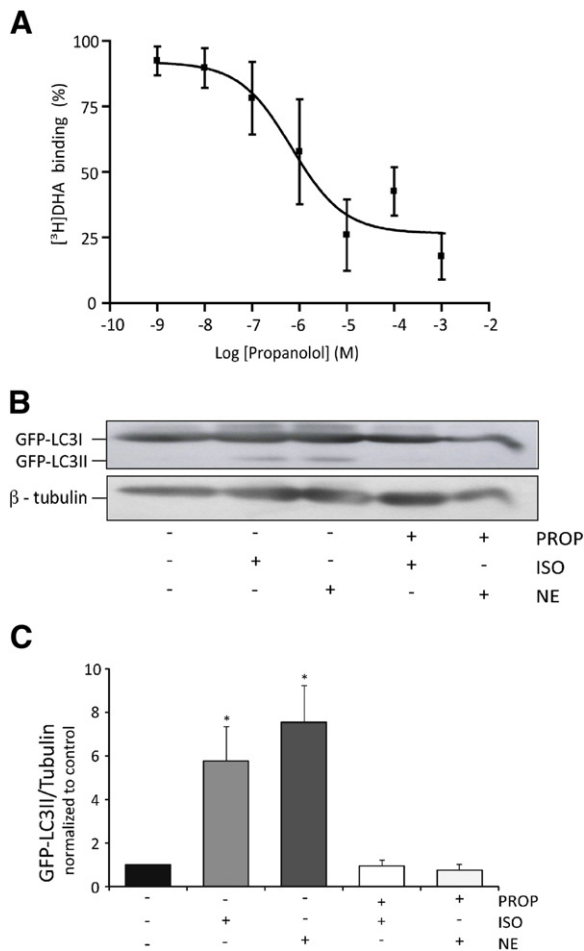 A
100
75
50
25
0
[³H]DHA binding (%)
-10 -9 -8 -7 -6 -5 -4 -3 -2
Log [Propanolol] (M)
B
GFP-LC3I
GFP-LC3II
β - tubulin
- - - + + PROP
- + - + - ISO
- - + - + NE
C
10
8
6
4
2
0
GFP-LC3II/Tubulin
normalized to control
* *
- - - + + PROP
- + - + - ISO
- - + - + NE